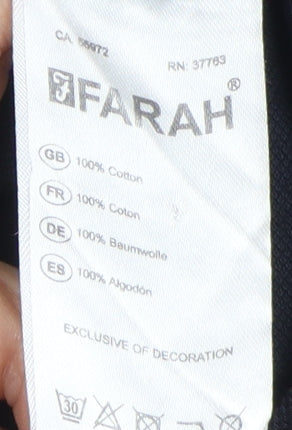 CA. 55972
RN: 37763
FARAH®
GB 100% Cotton
FR 100% Coton
DE 100% Baumwolle
ES 100% Algodón
EXCLUSIVE OF DECORATION
30